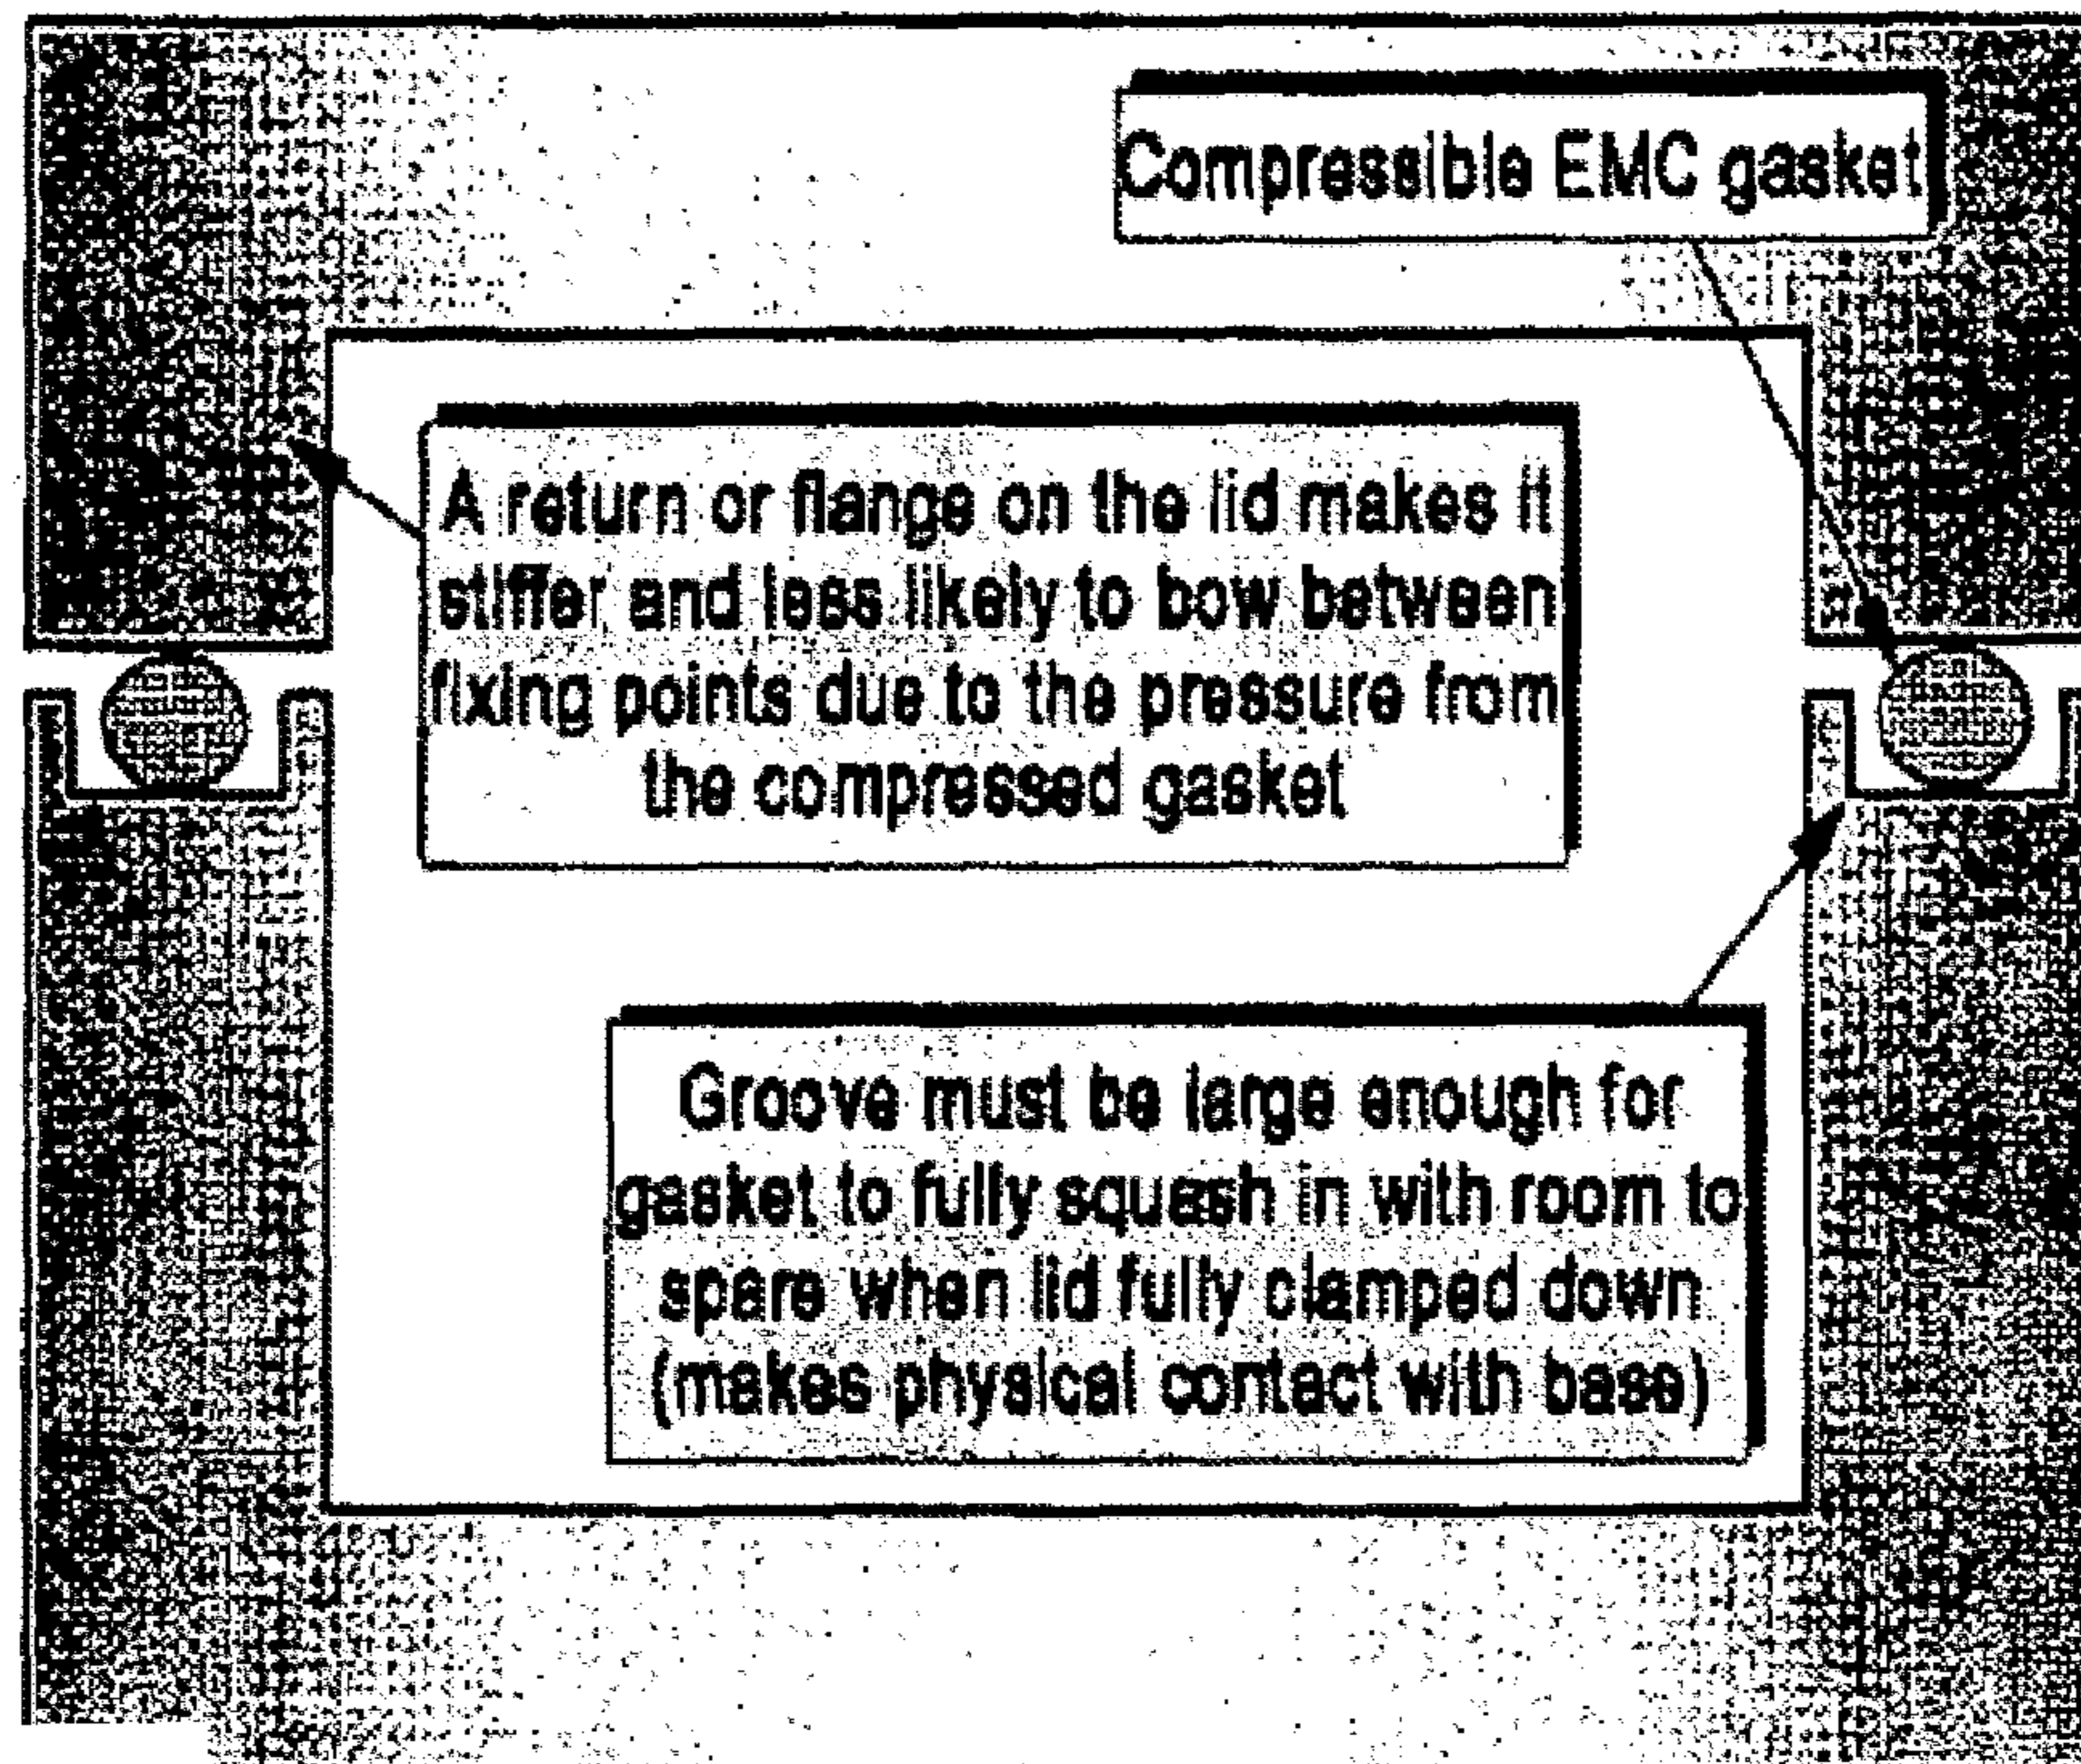 Compressible EMC gasket
A return or flange on the lid makes it
stiffer and less likely to bow between
fixing points due to the pressure from
the compressed gasket
Groove must be large enough for
gasket to fully squash in with room to
spare when lid fully clamped down
(makes physical contact with base)